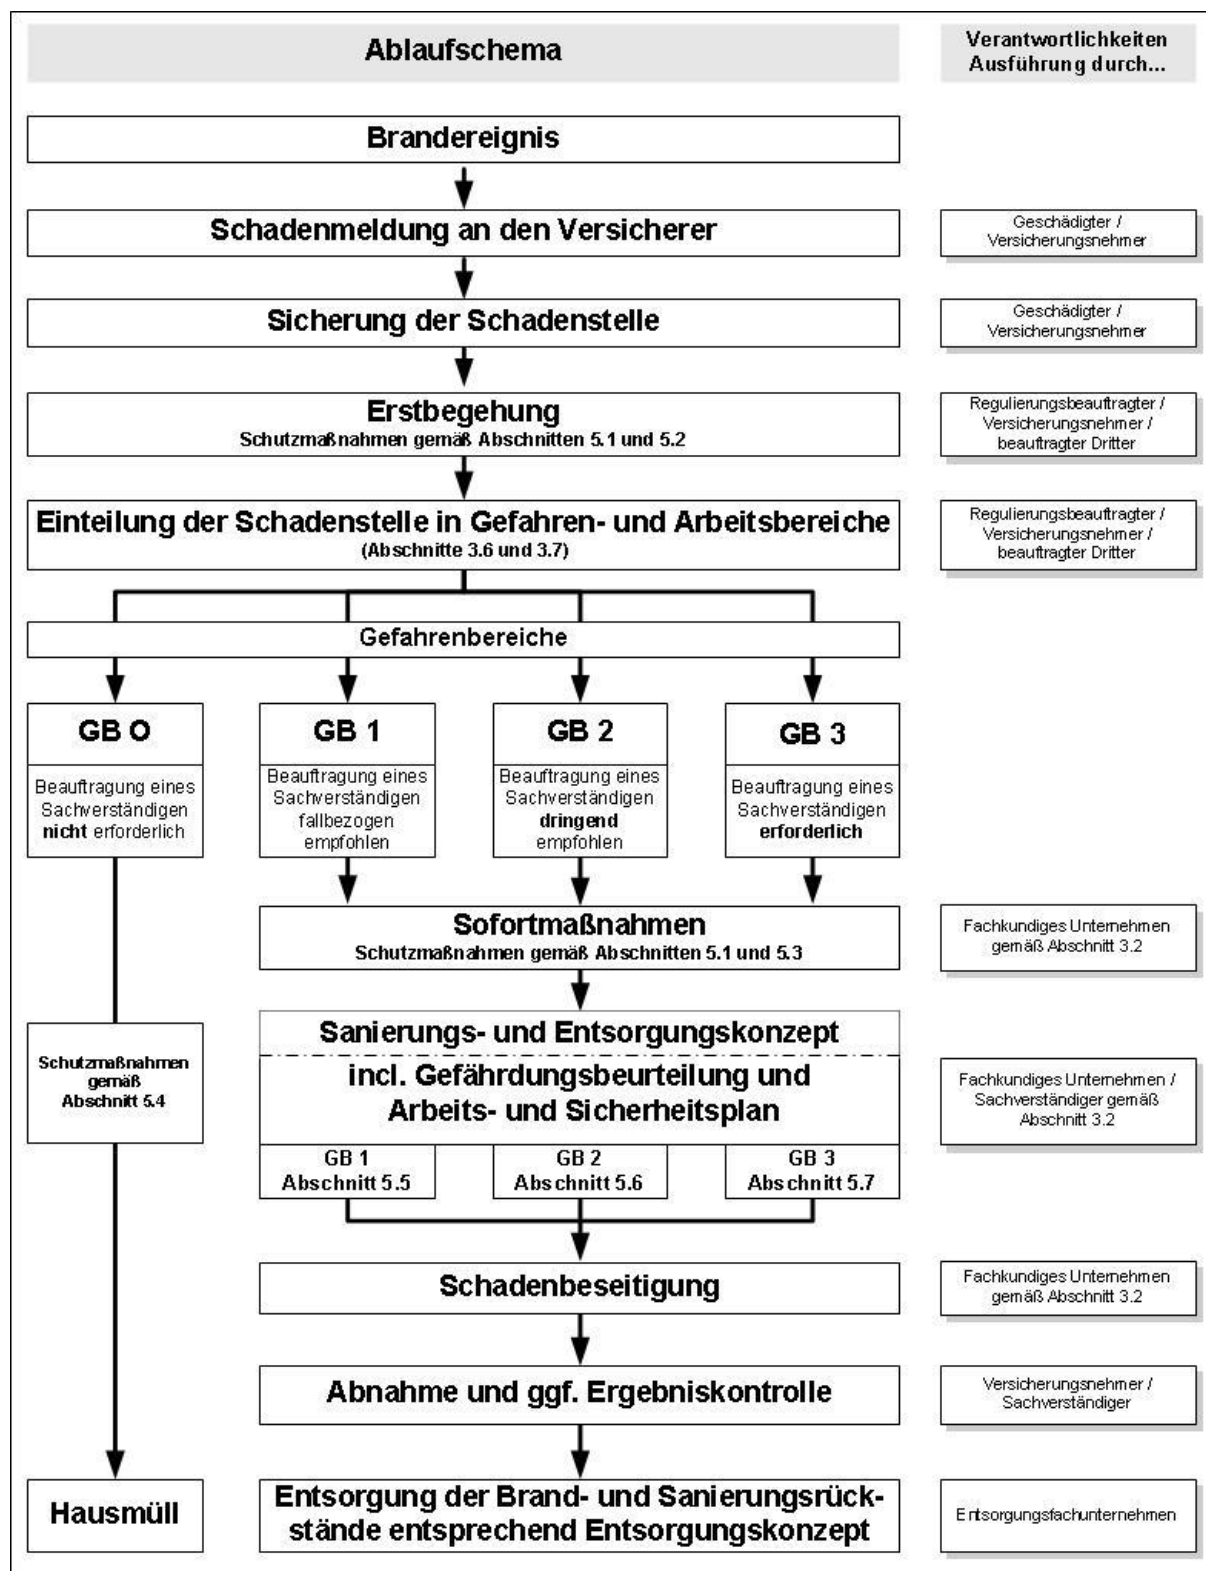 Ablaufschema
Verantwortlichkeiten
Ausführung durch...
Brandereignis
Schadenmeldung an den Versicherer
Geschädigter /
Versicherungsnehmer
Sicherung der Schadenstelle
Geschädigter /
Versicherungsnehmer
Erstbegehung
Schutzmaßnahmen gemäß Abschnitten 5.1 und 5.2
Regulierungsbeauftragter /
Versicherungsnehmer /
beauftragter Dritter
Einteilung der Schadenstelle in Gefahren- und Arbeitsbereiche
(Abschnitte 3.6 und 3.7)
Regulierungsbeauftragter /
Versicherungsnehmer /
beauftragter Dritter
Gefahrenbereiche
GB O
Beauftragung eines
Sachverständigen
nicht erforderlich
GB 1
Beauftragung eines
Sachverständigen
fallbezogen
empfohlen
GB 2
Beauftragung eines
Sachverständigen
dringend
empfohlen
GB 3
Beauftragung eines
Sachverständigen
erforderlich
Sofortmaßnahmen
Schutzmaßnahmen gemäß Abschnitten 5.1 und 5.3
Fachkundiges Unternehmen
gemäß Abschnitt 3.2
Schutzmaßnahmen
gemäß
Abschnitt 5.4
Sanierungs- und Entsorgungskonzept
incl. Gefährdungsbeurteilung und
Arbeits- und Sicherheitsplan
GB 1
Abschnitt 5.5
GB 2
Abschnitt 5.6
GB 3
Abschnitt 5.7
Fachkundiges Unternehmen /
Sachverständiger gemäß
Abschnitt 3.2
Schadenbeseitigung
Fachkundiges Unternehmen
gemäß Abschnitt 3.2
Abnahme und ggf. Ergebniskontrolle
Versicherungsnehmer /
Sachverständiger
Hausmüll
Entsorgung der Brand- und Sanierungsrück-
stände entsprechend Entsorgungskonzept
Entsorgungsfachunternehmen